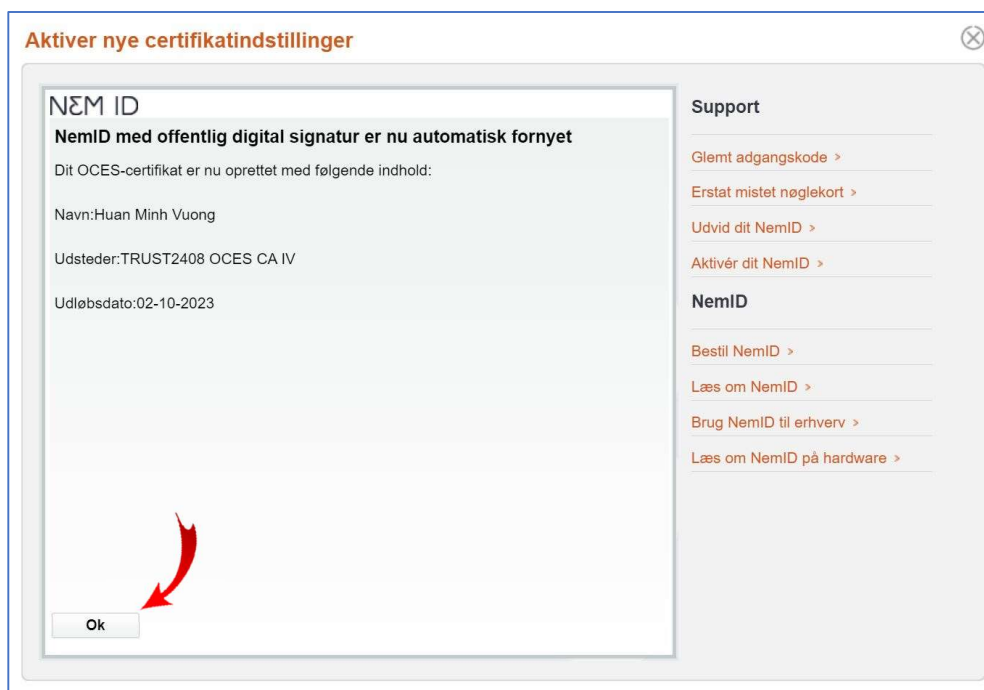 Aktiver nye certifikatindstillinger
NEM ID
NemID med offentlig digital signatur er nu automatisk fornyet
Dit OCES-certifikat er nu oprettet med følgende indhold:
Navn:Huan Minh Vuong
Udsteder:TRUST2408 OCES CA IV
Udløbsdato:02-10-2023
Ok
Support
Glemt adgangskode >
Erstat mistet nøglekort >
Udvid dit NemID >
Aktivér dit NemID >
NemID
Bestil NemID >
Læs om NemID >
Brug NemID til erhverv >
Læs om NemID på hardware >